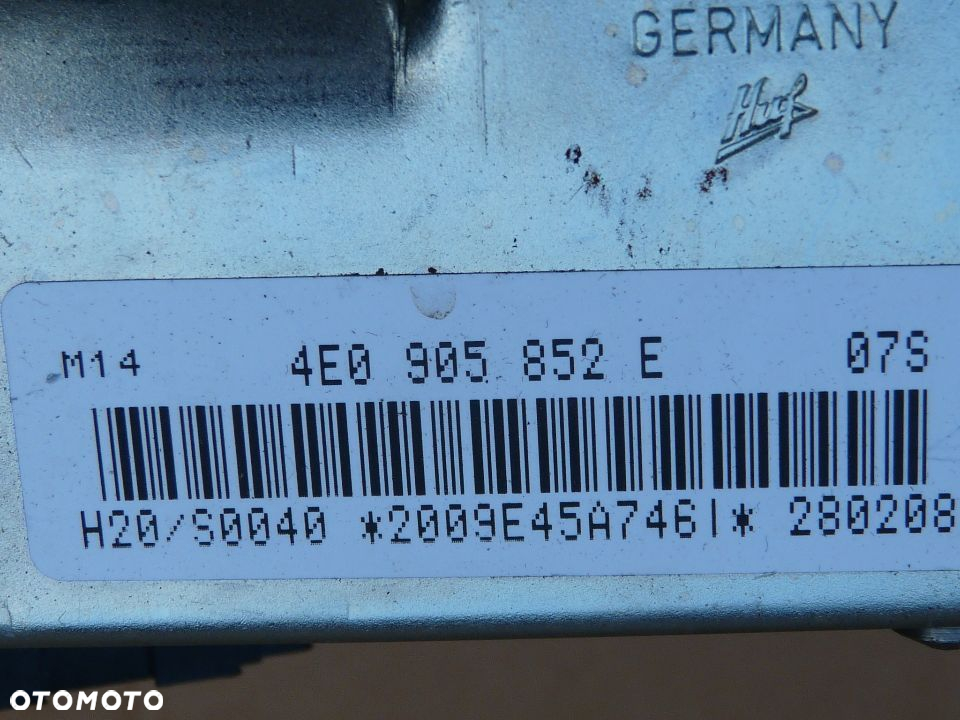 GERMANY
Huf
M14 4E0 905 852 E 07S
H20/S0040 *2009E45A746|* 280208
OTOMOTO